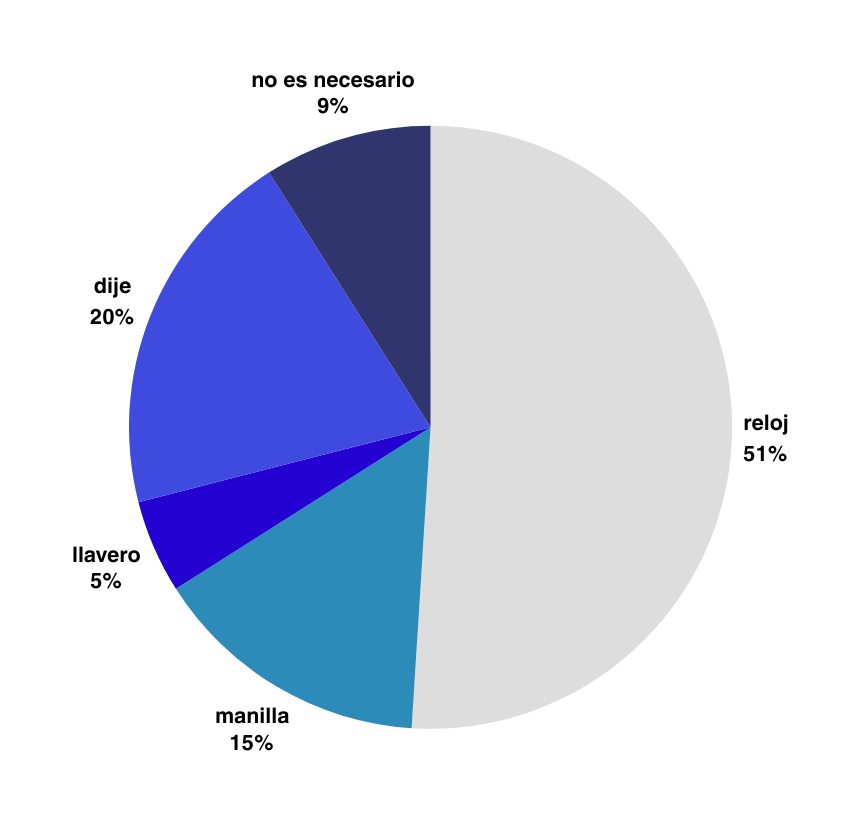 no es necesario
9%
dije
20%
reloj
51%
llavero
5%
manilla
15%